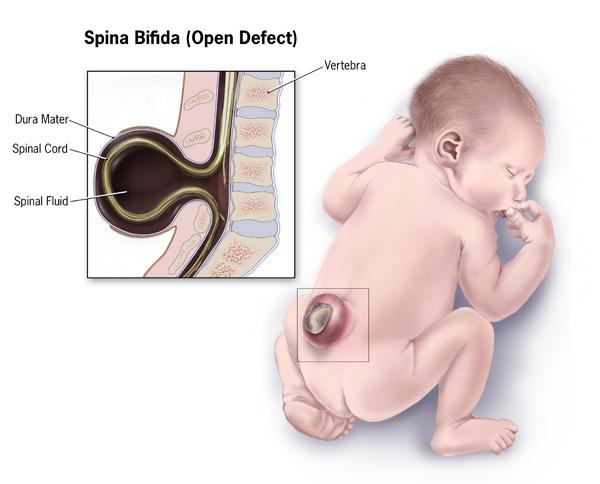 Spina Bifida (Open Defect)
Vertebra
Dura Mater
Spinal Cord
Spinal Fluid